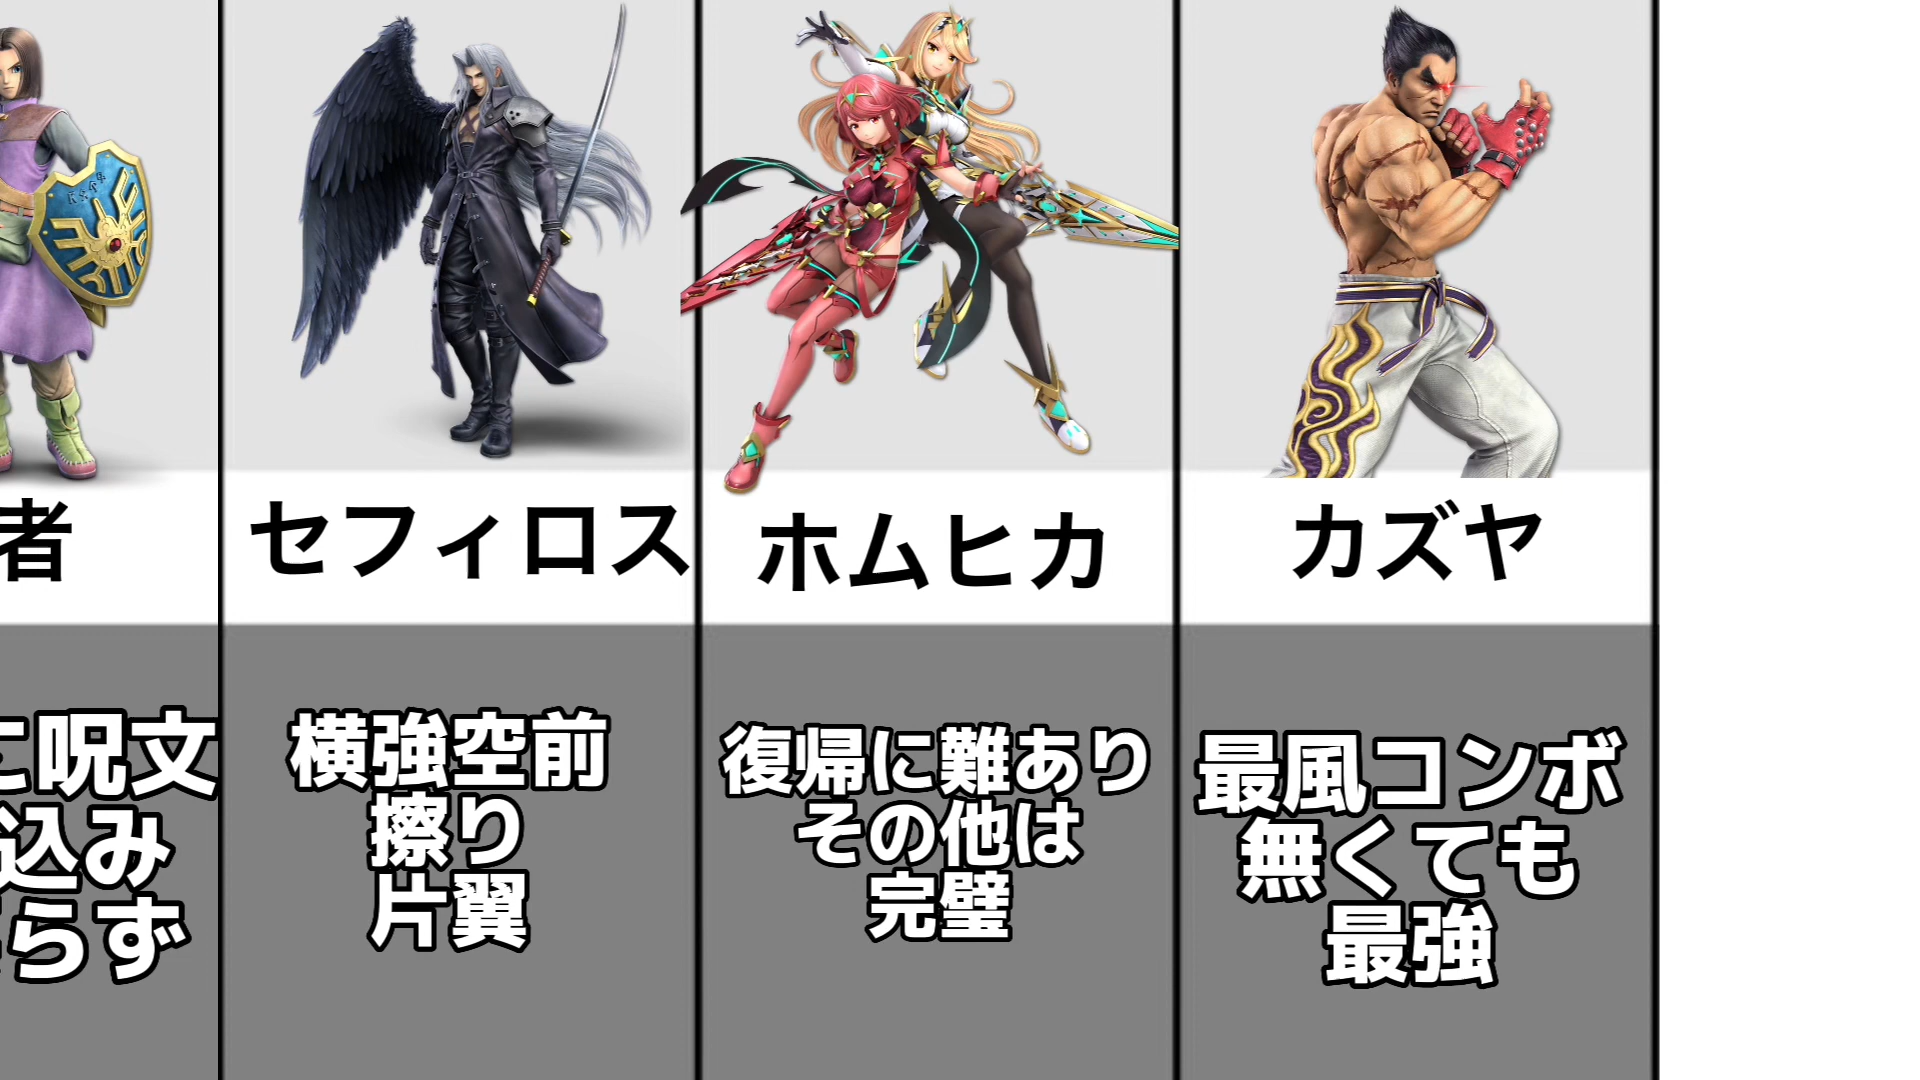 者
セフィロス
ホムヒカ
カズヤ
に呪文
込み
らず
横強空前
擦り
片翼
復帰に難あり
その他は
完璧
最風コンボ
無くても
最強